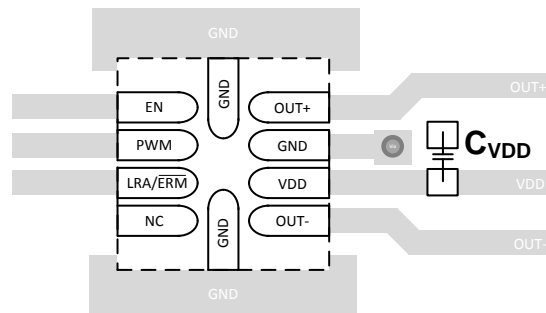 GND
EN
GND
OUT+
OUT+
PWM
GND
CVDD
LRA/ERM
VDD
VDD
NC
GND
OUT-
OUT-
GND